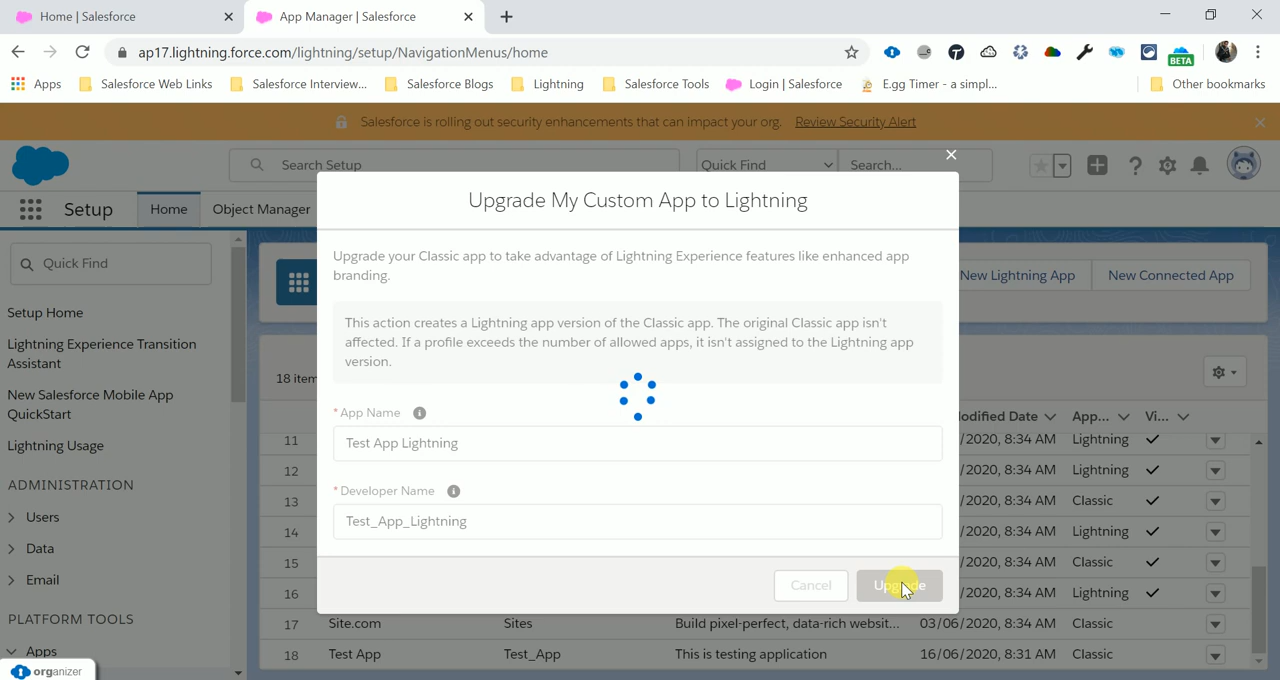 Home | Salesforce
App Manager | Salesforce
ap17.lightning.force.com/lightning/setup/NavigationMenus/home
BETA
Apps
Salesforce Web Links
Salesforce Interview...
Salesforce Blogs
Lightning
Salesforce Tools
Login | Salesforce
E.gg Timer - a simpl...
Other bookmarks
Salesforce is rolling out security enhancements that can impact your org. Review Security Alert
Search Setup
Quick Find
Search...
Setup
Home
Object Manager
Quick Find
Setup Home
Lightning Experience Transition
Assistant
New Salesforce Mobile App
QuickStart
Lightning Usage
ADMINISTRATION
Users
Data
Email
PLATFORM TOOLS
Apps
organizer
Upgrade My Custom App to Lightning
Upgrade your Classic app to take advantage of Lightning Experience features like enhanced app
branding.
This action creates a Lightning app version of the Classic app. The original Classic app isn't
affected. If a profile exceeds the number of allowed apps, it isn't assigned to the Lightning app
version.
* App Name
Test App Lightning
* Developer Name
Test_App_Lightning
Cancel
Upgrade
New Lightning App
New Connected App
18 item
odified Date
App...
Vi...
11 /2020, 8:34 AM Lightning
12 /2020, 8:34 AM Lightning
13 /2020, 8:34 AM Classic
14 /2020, 8:34 AM Lightning
15 /2020, 8:34 AM Classic
16 /2020, 8:34 AM Lightning
17 Site.com Sites Build pixel-perfect, data-rich websit... 03/06/2020, 8:34 AM Classic
18 Test App Test_App This is testing application 16/06/2020, 8:31 AM Classic